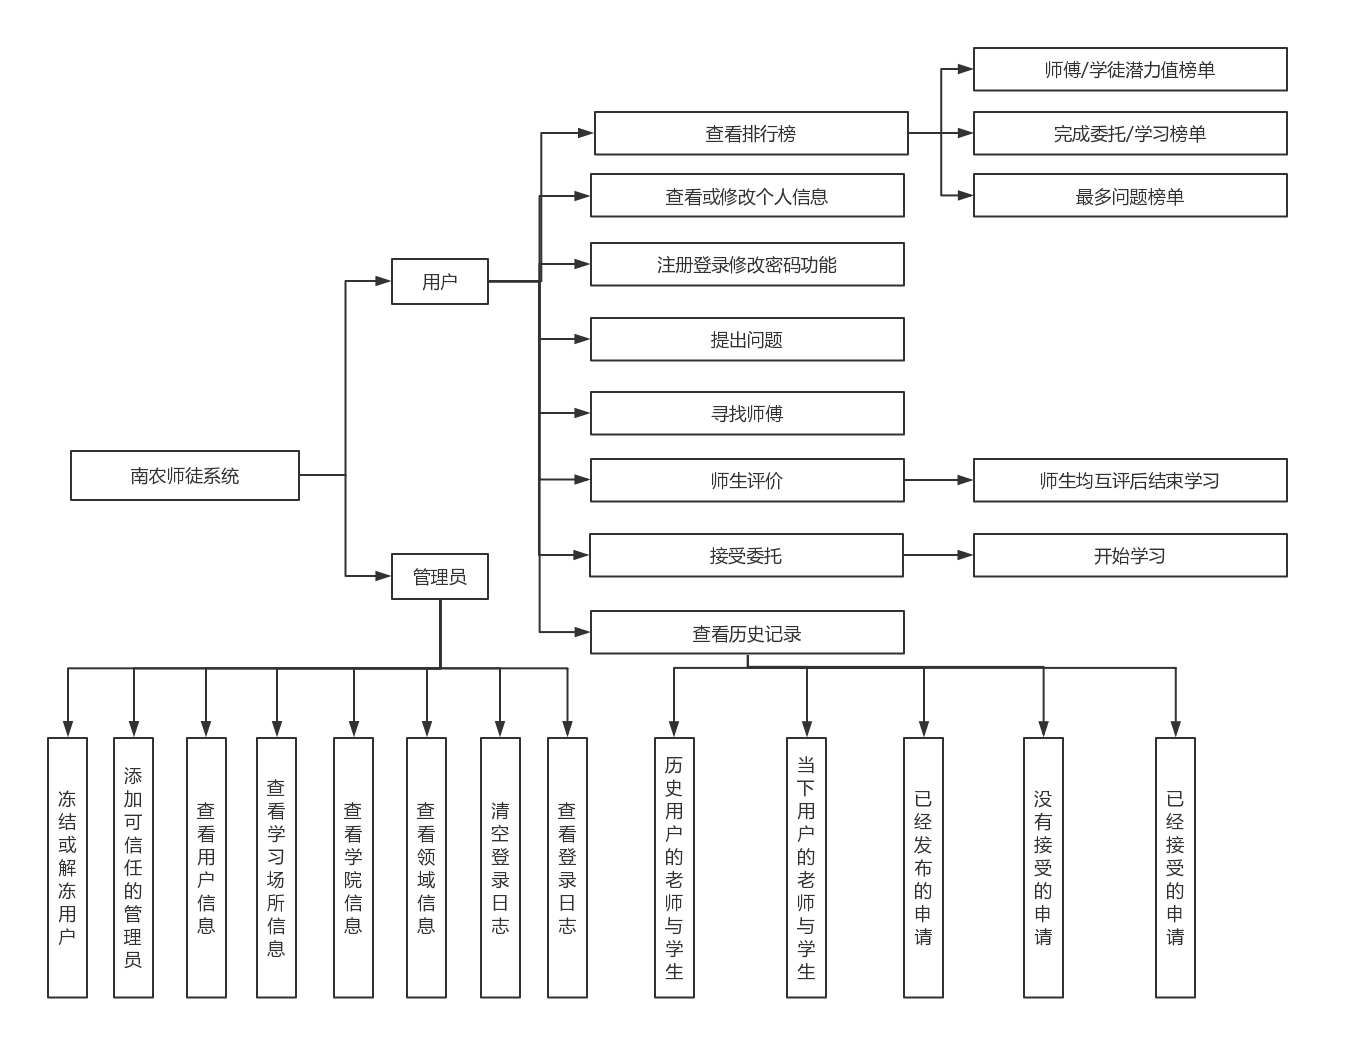 师傅/学徒潜力值榜单
查看排行榜
完成委托/学习榜单
查看或修改个人信息
最多问题榜单
注册登录修改密码功能
用户
提出问题
寻找师傅
南农师徒系统
师生评价
师生均互评后结束学习
接受委托
开始学习
管理员
查看历史记录
冻结或解冻用户
添加可信任的管理员
查看用户信息
查看学习场所信息
查看学院信息
查看领域信息
清空登录日志
查看登录日志
历史用户的老师与学生
当下用户的老师与学生
已经发布的申请
没有接受的申请
已经接受的申请